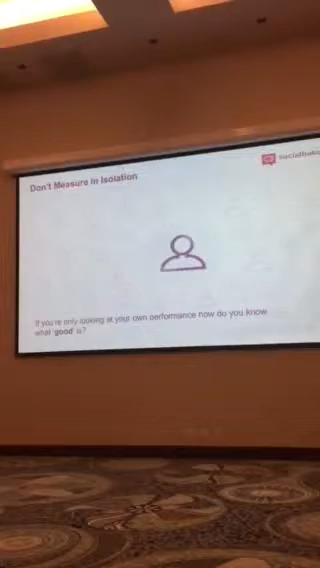 Don't Measure in Isolation
If you're only looking at your own performance how do you know
what 'good' is?